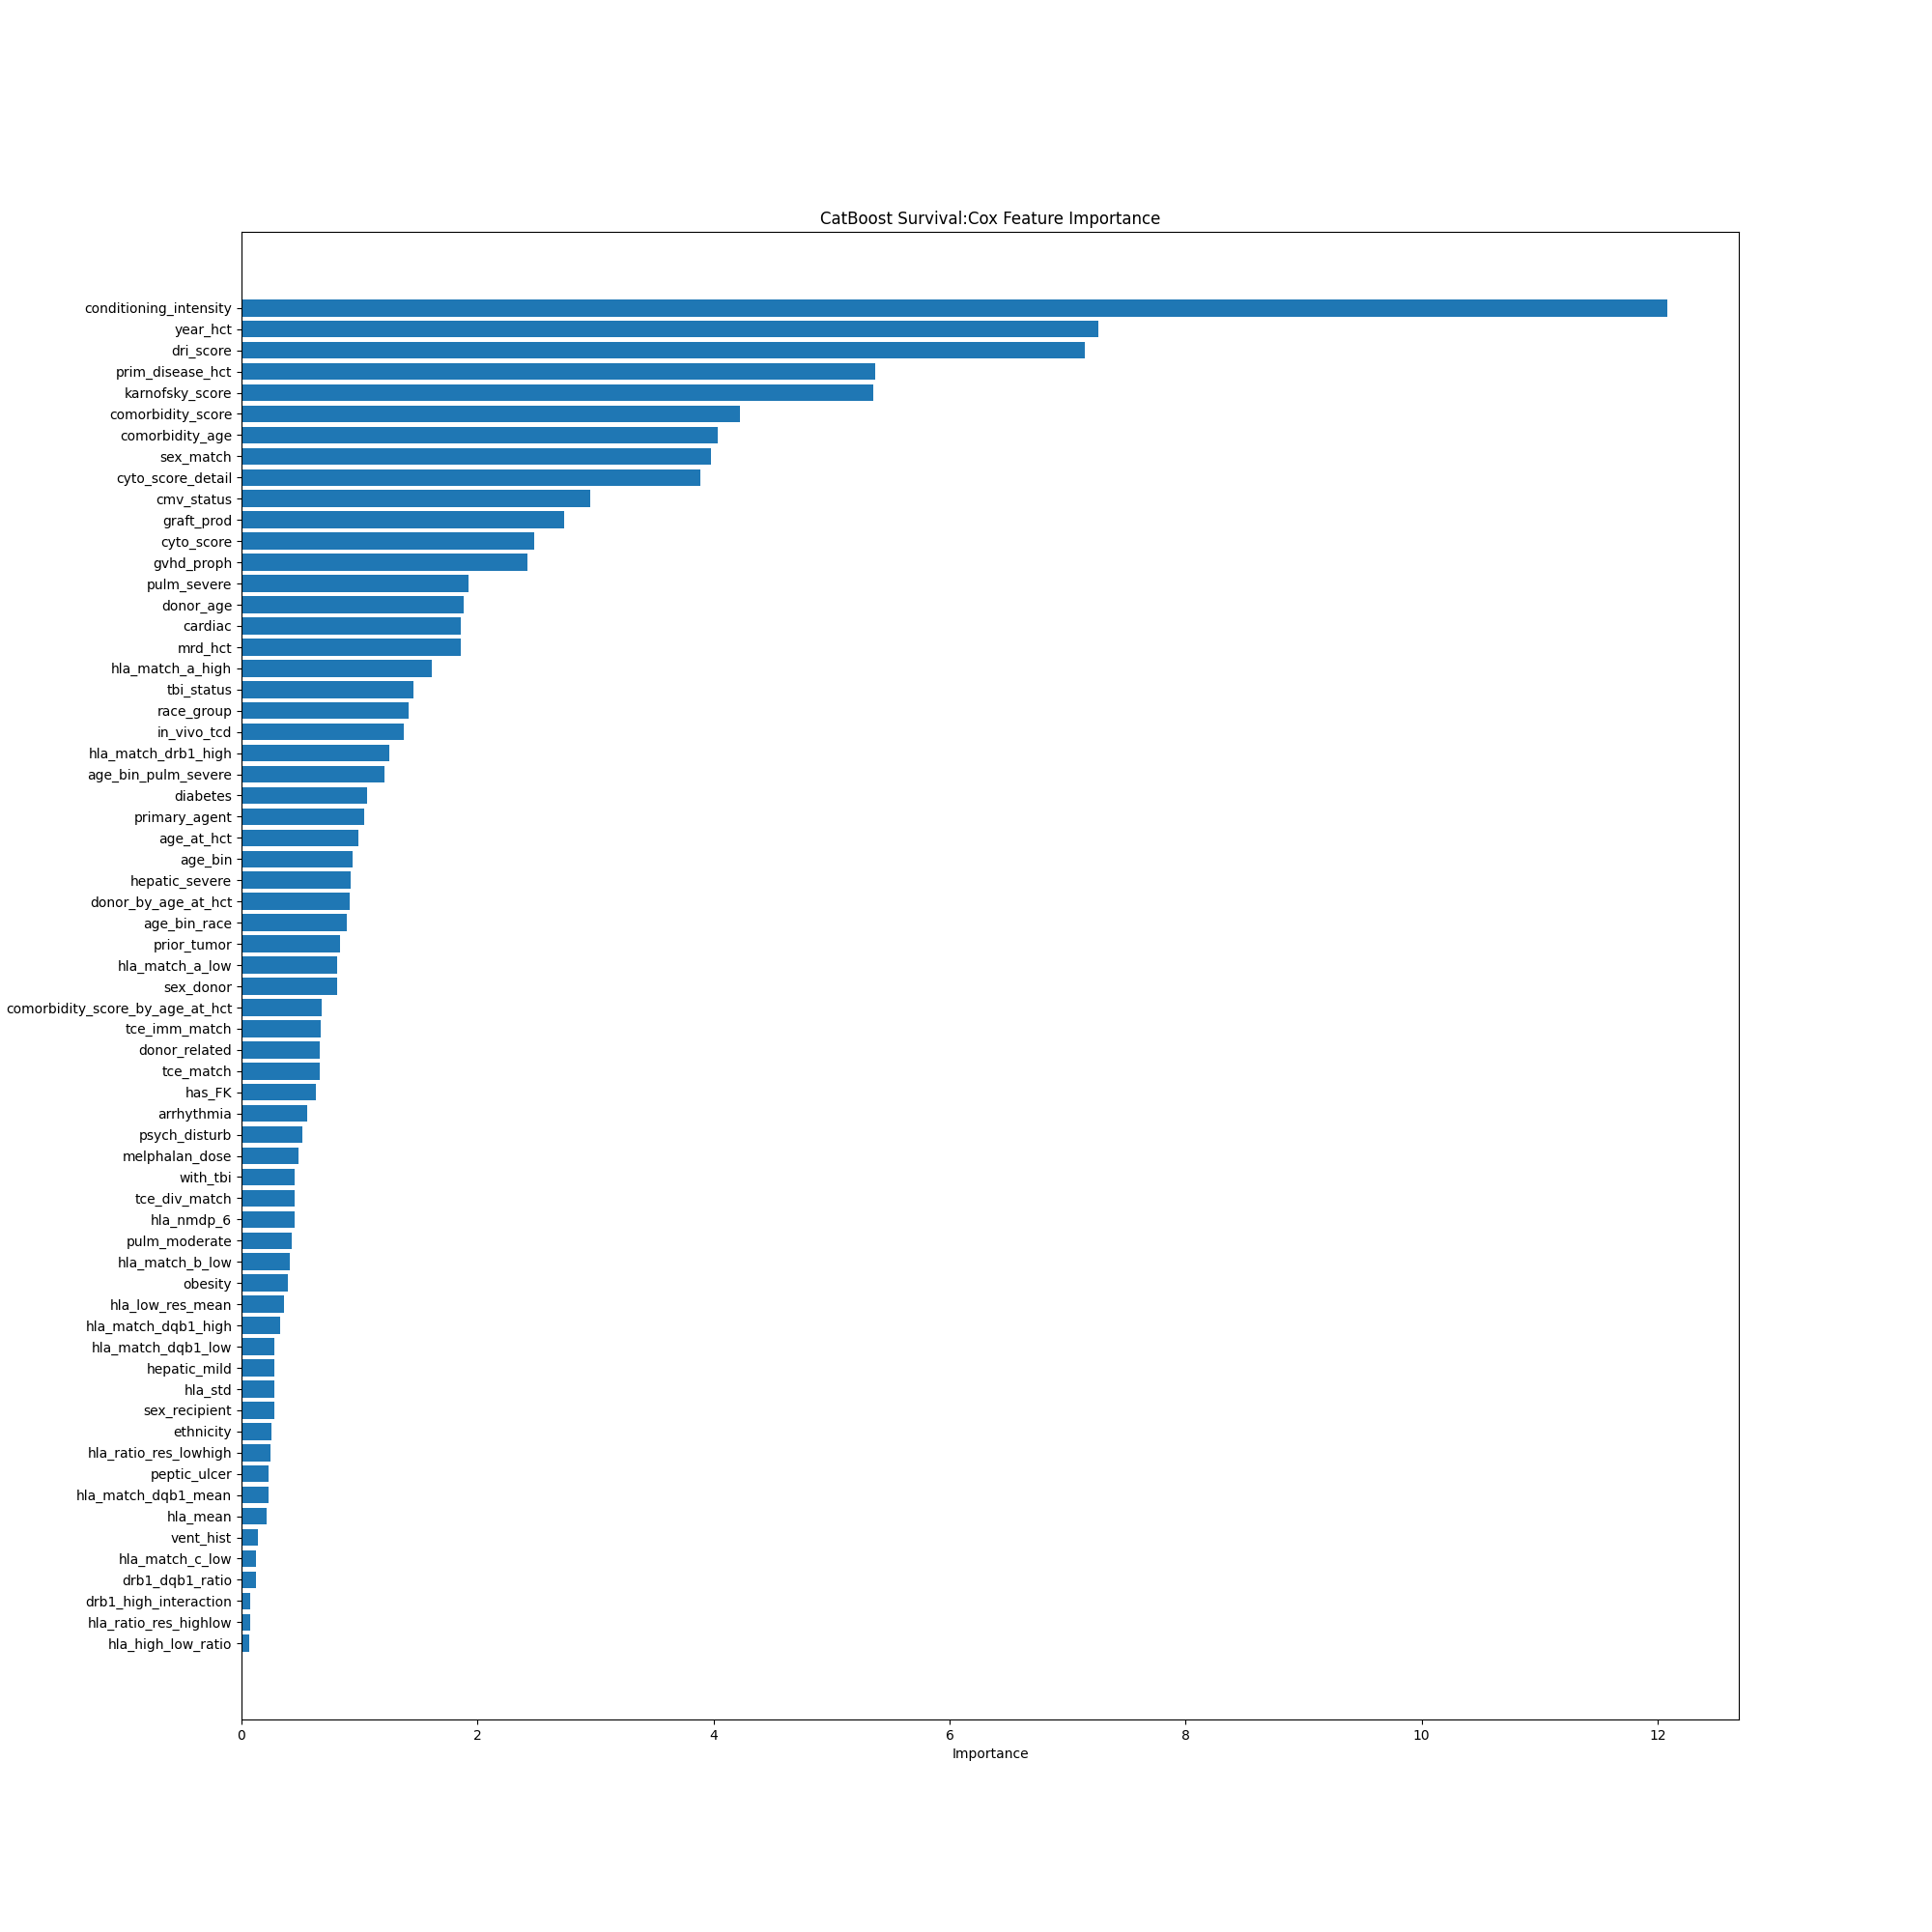 CatBoost Survival:Cox Feature Importance
conditioning_intensity
year_hct
dri_score
prim_disease_hct
karnofsky_score
comorbidity_score
comorbidity_age
sex_match
cyto_score_detail
cmv_status
graft_prod
cyto_score
gvhd_proph
pulm_severe
donor_age
cardiac
mrd_hct
hla_match_a_high
tbi_status
race_group
in_vivo_tcd
hla_match_drb1_high
age_bin_pulm_severe
diabetes
primary_agent
age_at_hct
age_bin
hepatic_severe
donor_by_age_at_hct
age_bin_race
prior_tumor
hla_match_a_low
sex_donor
comorbidity_score_by_age_at_hct
tce_imm_match
donor_related
tce_match
has_FK
arrhythmia
psych_disturb
melphalan_dose
with_tbi
tce_div_match
hla_nmdp_6
pulm_moderate
hla_match_b_low
obesity
hla_low_res_mean
hla_match_dqb1_high
hla_match_dqb1_low
hepatic_mild
hla_std
sex_recipient
ethnicity
hla_ratio_res_lowhigh
peptic_ulcer
hla_match_dqb1_mean
hla_mean
vent_hist
hla_match_c_low
drb1_dqb1_ratio
drb1_high_interaction
hla_ratio_res_highlow
hla_high_low_ratio
0 2 4 6 8 10 12
Importance